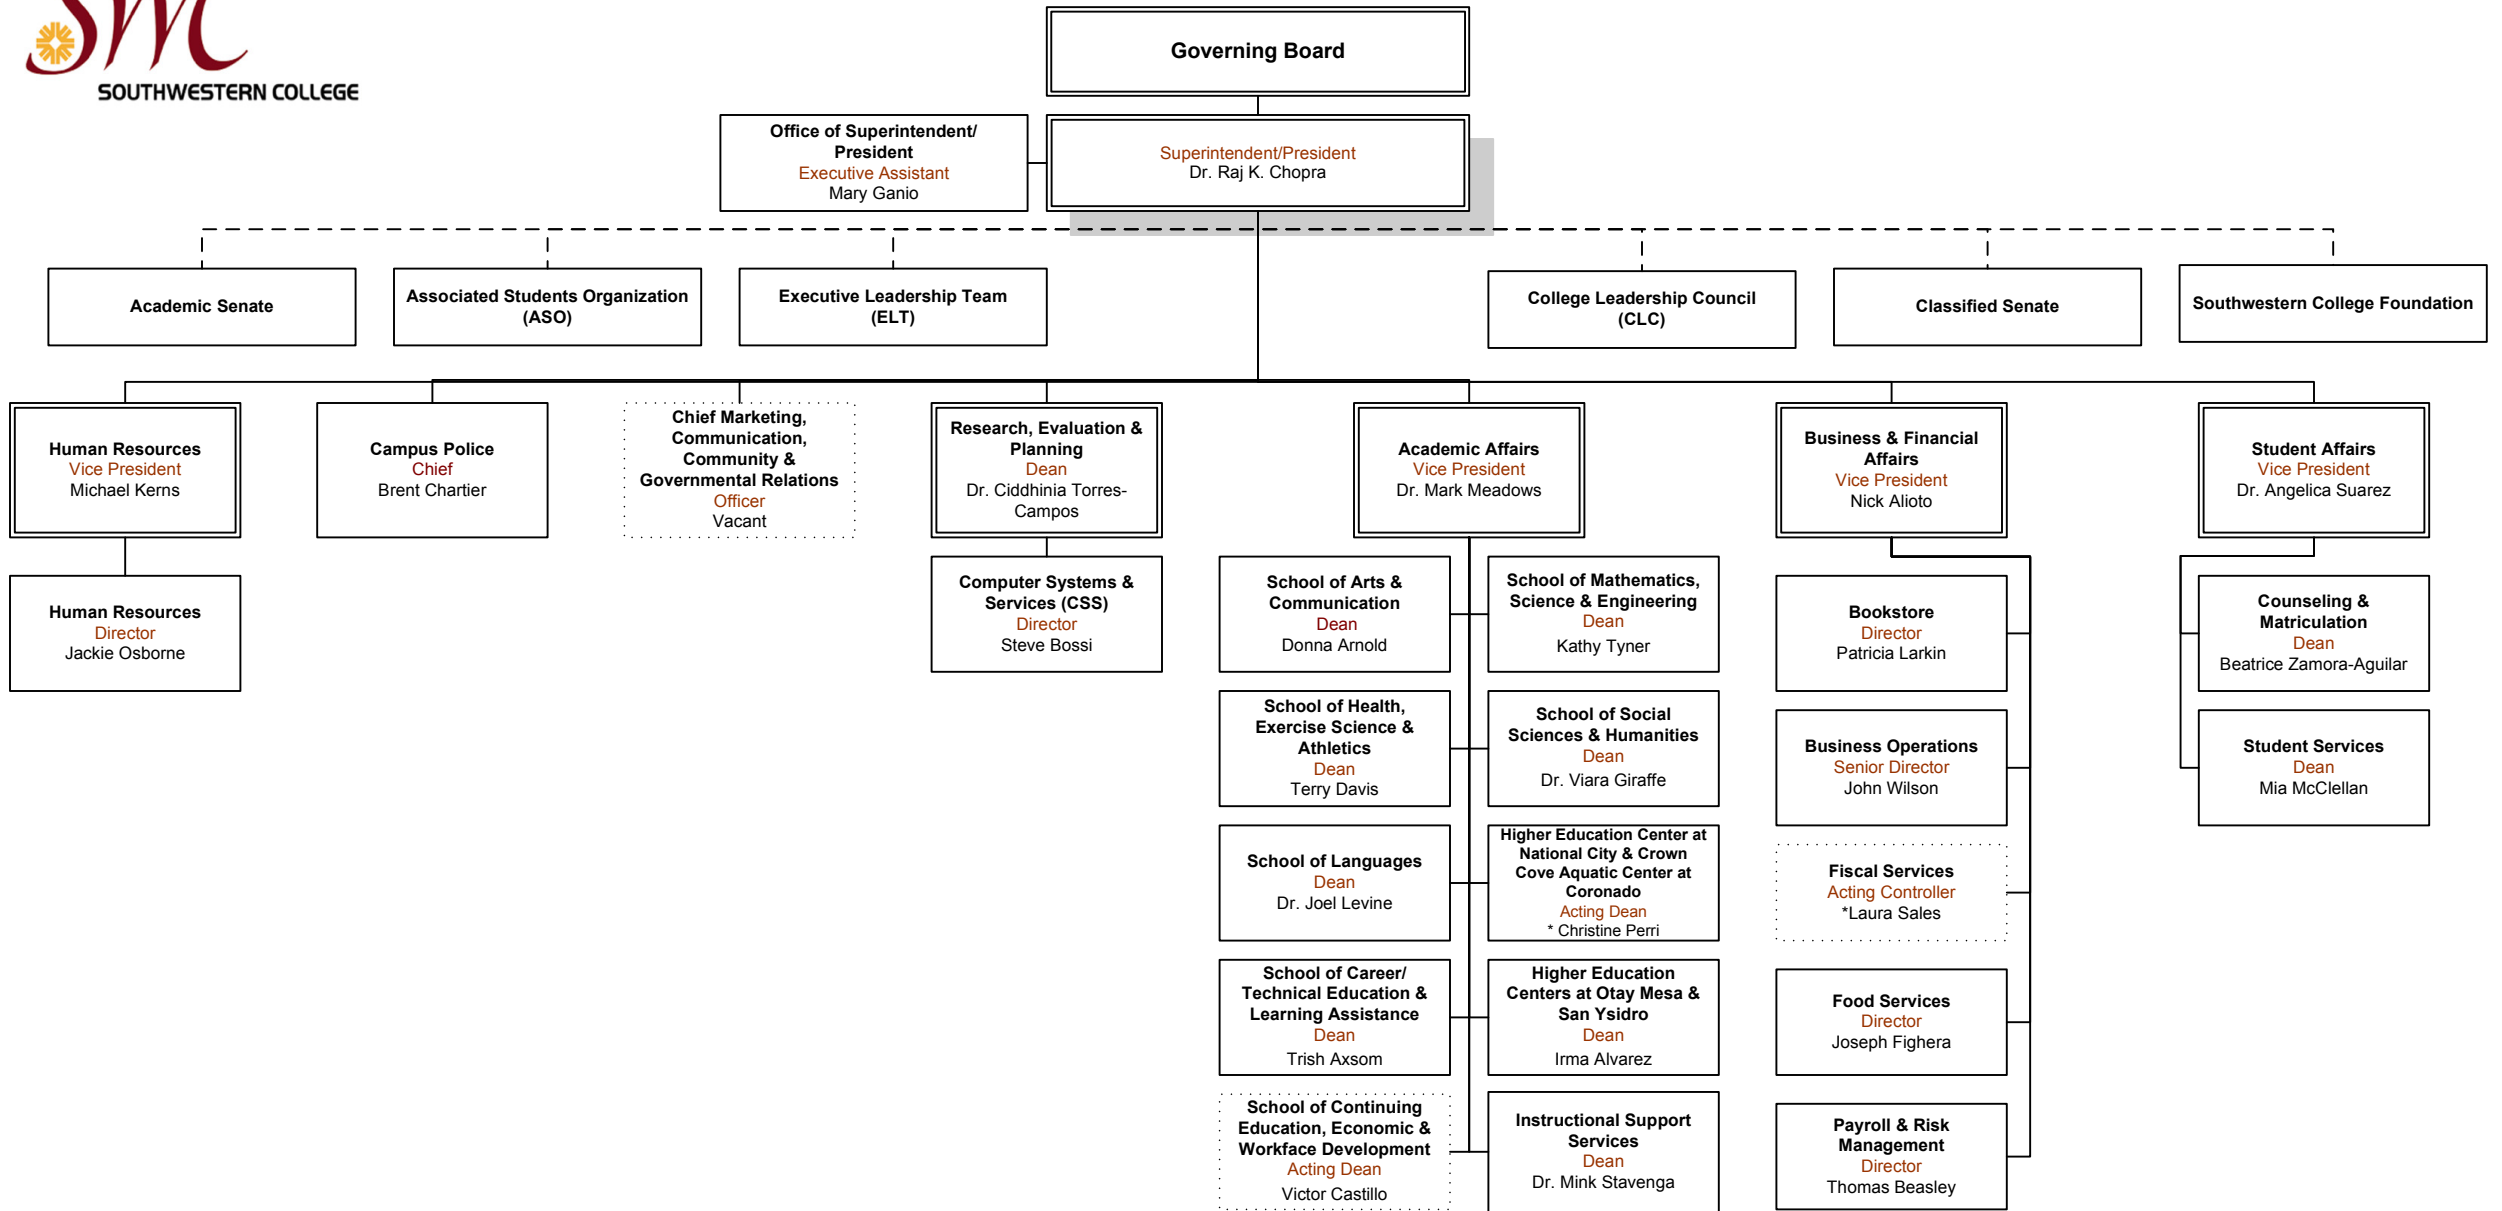 SWC
SOUTHWESTERN COLLEGE
Governing Board
Office of Superintendent/
President
Executive Assistant
Mary Ganio
Superintendent/President
Dr. Raj K. Chopra
Academic Senate
Associated Students Organization
(ASO)
Executive Leadership Team
(ELT)
College Leadership Council
(CLC)
Classified Senate
Southwestern College Foundation
Human Resources
Vice President
Michael Kerns
Campus Police
Chief
Brent Chartier
Chief Marketing,
Communication,
Community &
Governmental Relations
Officer
Vacant
Research, Evaluation &
Planning
Dean
Dr. Ciddhinia Torres-
Campos
Academic Affairs
Vice President
Dr. Mark Meadows
Business & Financial
Affairs
Vice President
Nick Alioto
Student Affairs
Vice President
Dr. Angelica Suarez
Human Resources
Director
Jackie Osborne
Computer Systems &
Services (CSS)
Director
Steve Bossi
School of Arts &
Communication
Dean
Donna Arnold
School of Mathematics,
Science & Engineering
Dean
Kathy Tyner
Bookstore
Director
Patricia Larkin
Counseling &
Matriculation
Dean
Beatrice Zamora-Aguilar
School of Health,
Exercise Science &
Athletics
Dean
Terry Davis
School of Social
Sciences & Humanities
Dean
Dr. Viara Giraffe
Business Operations
Senior Director
John Wilson
Student Services
Dean
Mia McClellan
School of Languages
Dean
Dr. Joel Levine
Higher Education Center at
National City & Crown
Cove Aquatic Center at
Coronado
Acting Dean
* Christine Perri
Fiscal Services
Acting Controller
*Laura Sales
School of Career/
Technical Education &
Learning Assistance
Dean
Trish Axsom
Higher Education
Centers at Otay Mesa &
San Ysidro
Dean
Irma Alvarez
Food Services
Director
Joseph Fighera
School of Continuing
Education, Economic &
Workface Development
Acting Dean
Victor Castillo
Instructional Support
Services
Dean
Dr. Mink Stavenga
Payroll & Risk
Management
Director
Thomas Beasley